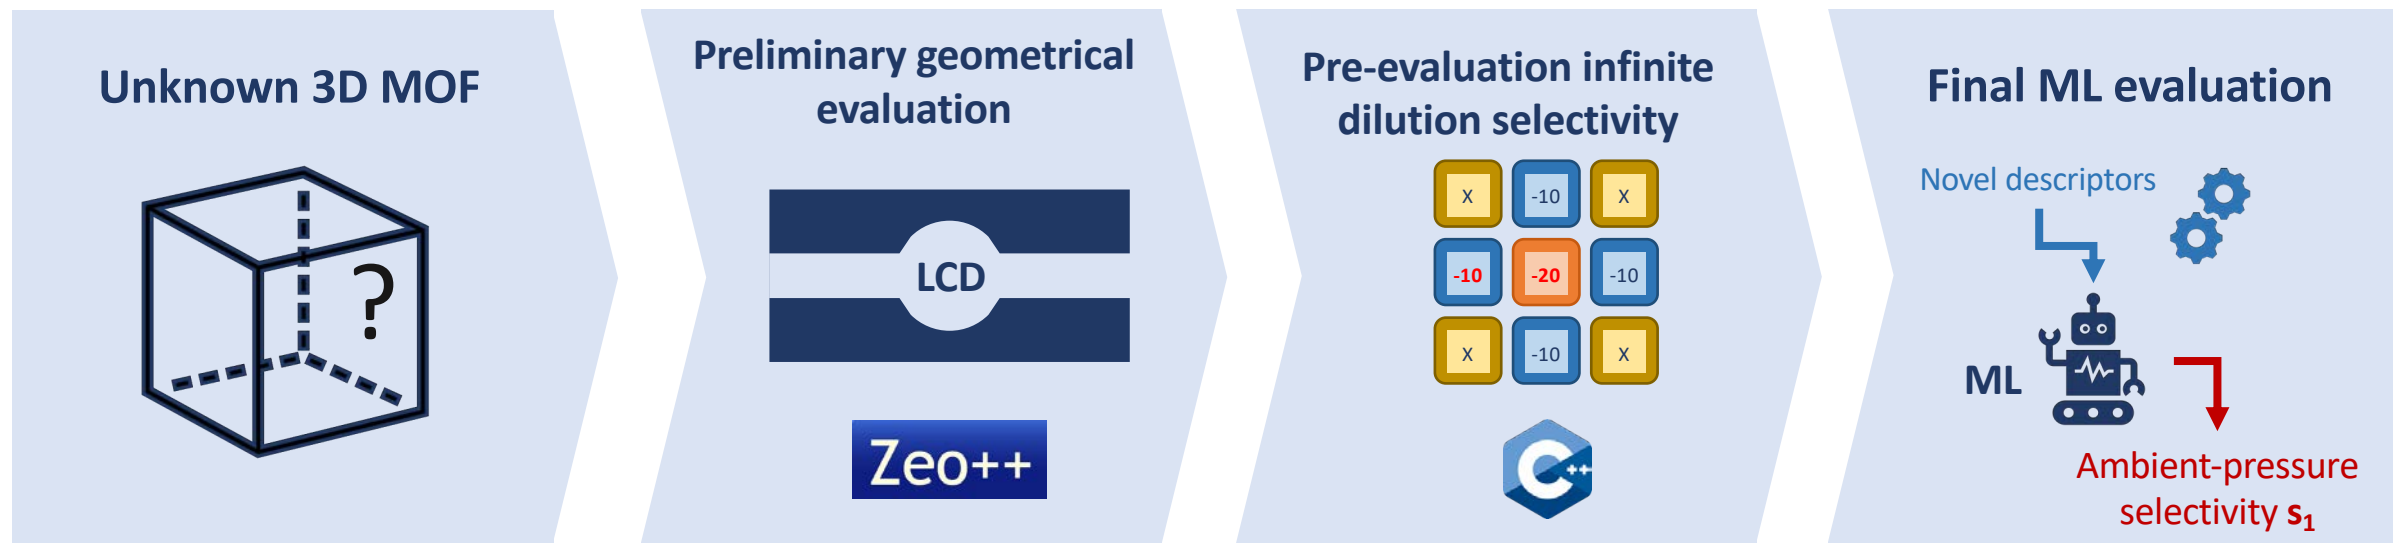 Unknown 3D MOF
?
Preliminary geometrical
evaluation
LCD
Zeo++
Pre-evaluation infinite
dilution selectivity
X -10 X
-10 -20 -10
X -10 X
C++
Final ML evaluation
Novel descriptors
ML
Ambient-pressure
selectivity s₁